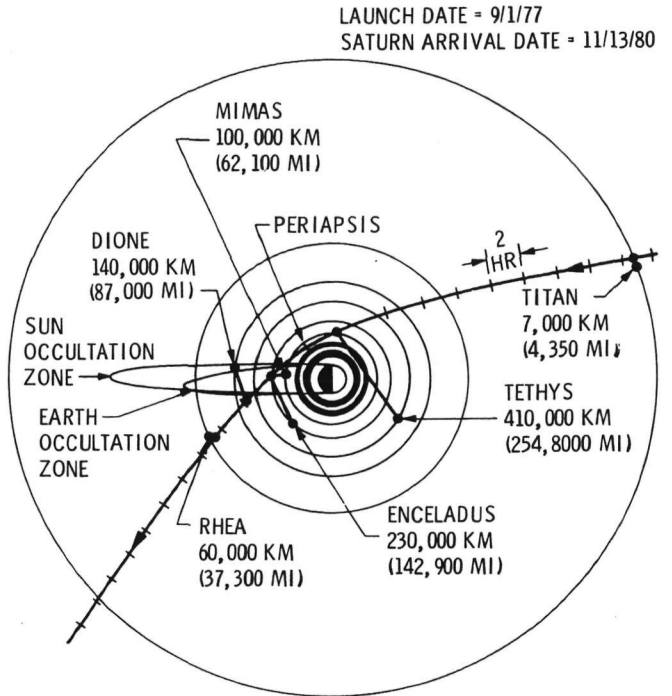 LAUNCH DATE = 9/1/77
SATURN ARRIVAL DATE = 11/13/80
MIMAS
100,000 KM
(62,100 MI)
PERIAPSIS
DIONE
140,000 KM
(87,000 MI)
2
HR
TITAN
7,000 KM
(4,350 MI)
SUN
OCCULTATION
ZONE
EARTH
OCCULTATION
ZONE
TETHYS
410,000 KM
(254,8000 MI)
RHEA
60,000 KM
(37,300 MI)
ENCELADUS
230,000 KM
(142,900 MI)